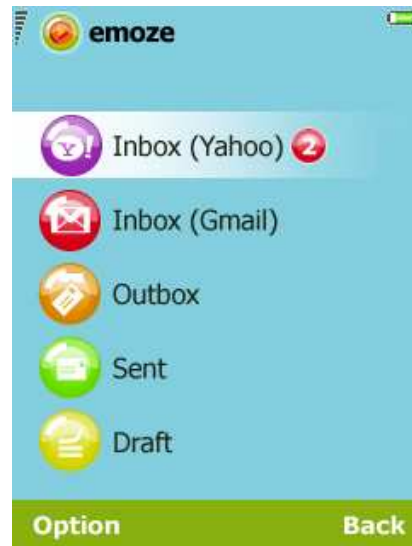 emoze
Inbox (Yahoo) 2
Inbox (Gmail)
Outbox
Sent
Draft
Option Back